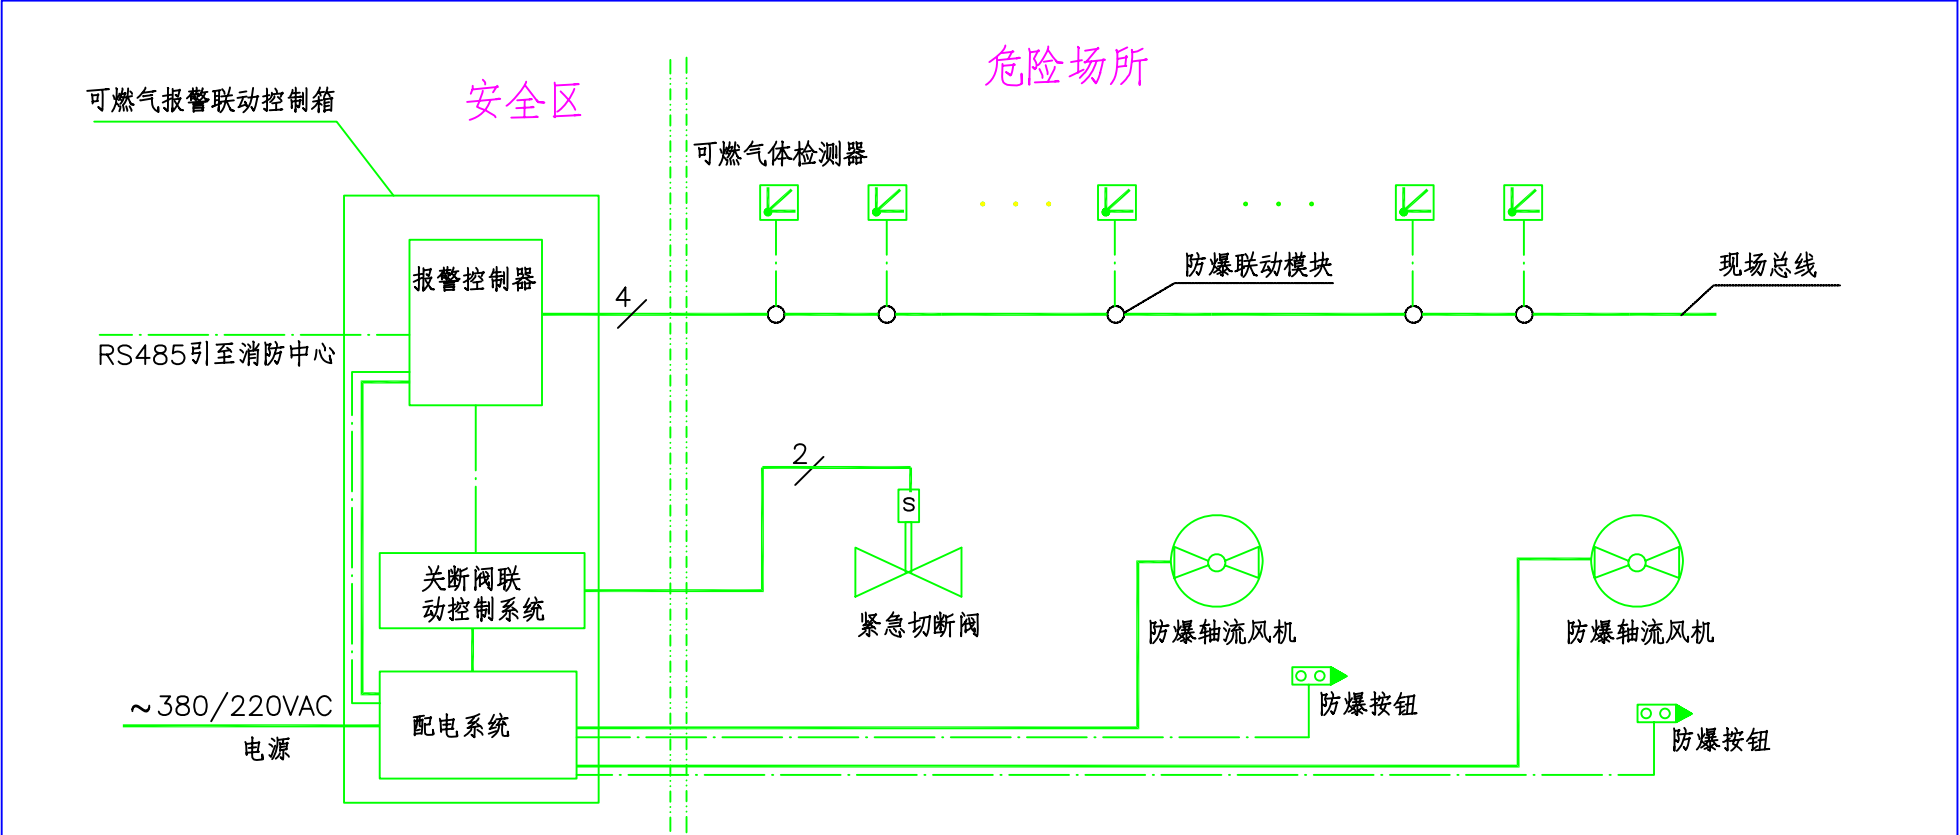 危险场所
安全区
可燃气报警联动控制箱
可燃气体检测器
报警控制器
防爆联动模块
现场总线
4
RS485引至消防中心
2
S
关断阀联
动控制系统
紧急切断阀
防爆轴流风机
防爆轴流风机
~380/220VAC
电源
配电系统
防爆按钮
防爆按钮